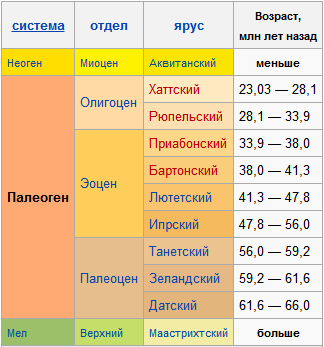 система отдел ярус Возраст,
млн лет назад
Неоген Миоцен Аквитанский меньше
Палеоген Олигоцен Хаттский 23,03 — 28,1
Рюпельский 28,1 — 33,9
Эоцен Приабонский 33,9 — 38,0
Бартонский 38,0 — 41,3
Лютетский 41,3 — 47,8
Ипрский 47,8 — 56,0
Палеоцен Танетский 56,0 — 59,2
Зеландский 59,2 — 61,6
Датский 61,6 — 66,0
Мел Верхний Маастрихтский больше